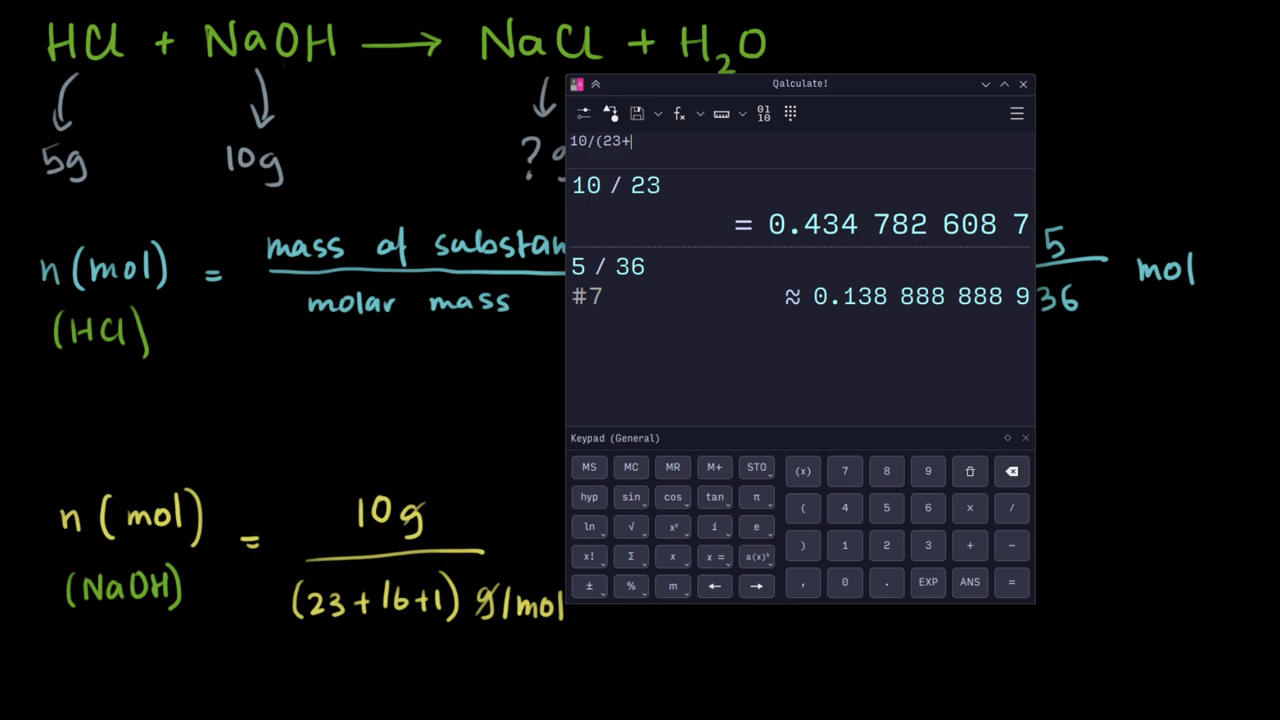 HCl + NaOH → NaCl + H₂O
5g 10g ?
Qalculate!
01
10
10/(23+
10 / 23
= 0.434 782 608 7
5 / 36
#7 ≈ 0.138 888 888 9
n (mol) = mass of substan 5 mol
molar mass 36
(HCl)
Keypad (General)
MS MC MR M+ STO (x) 7 8 9
hyp sin cos tan π ( 4 5 6 × /
ln √ xʸ i e ) 1 2 3 + −
x! Σ x x = a(x)ᵇ , 0 . EXP ANS =
± % m ← →
n (mol) = 10g
(NaOH) (23+16+1) g/mol